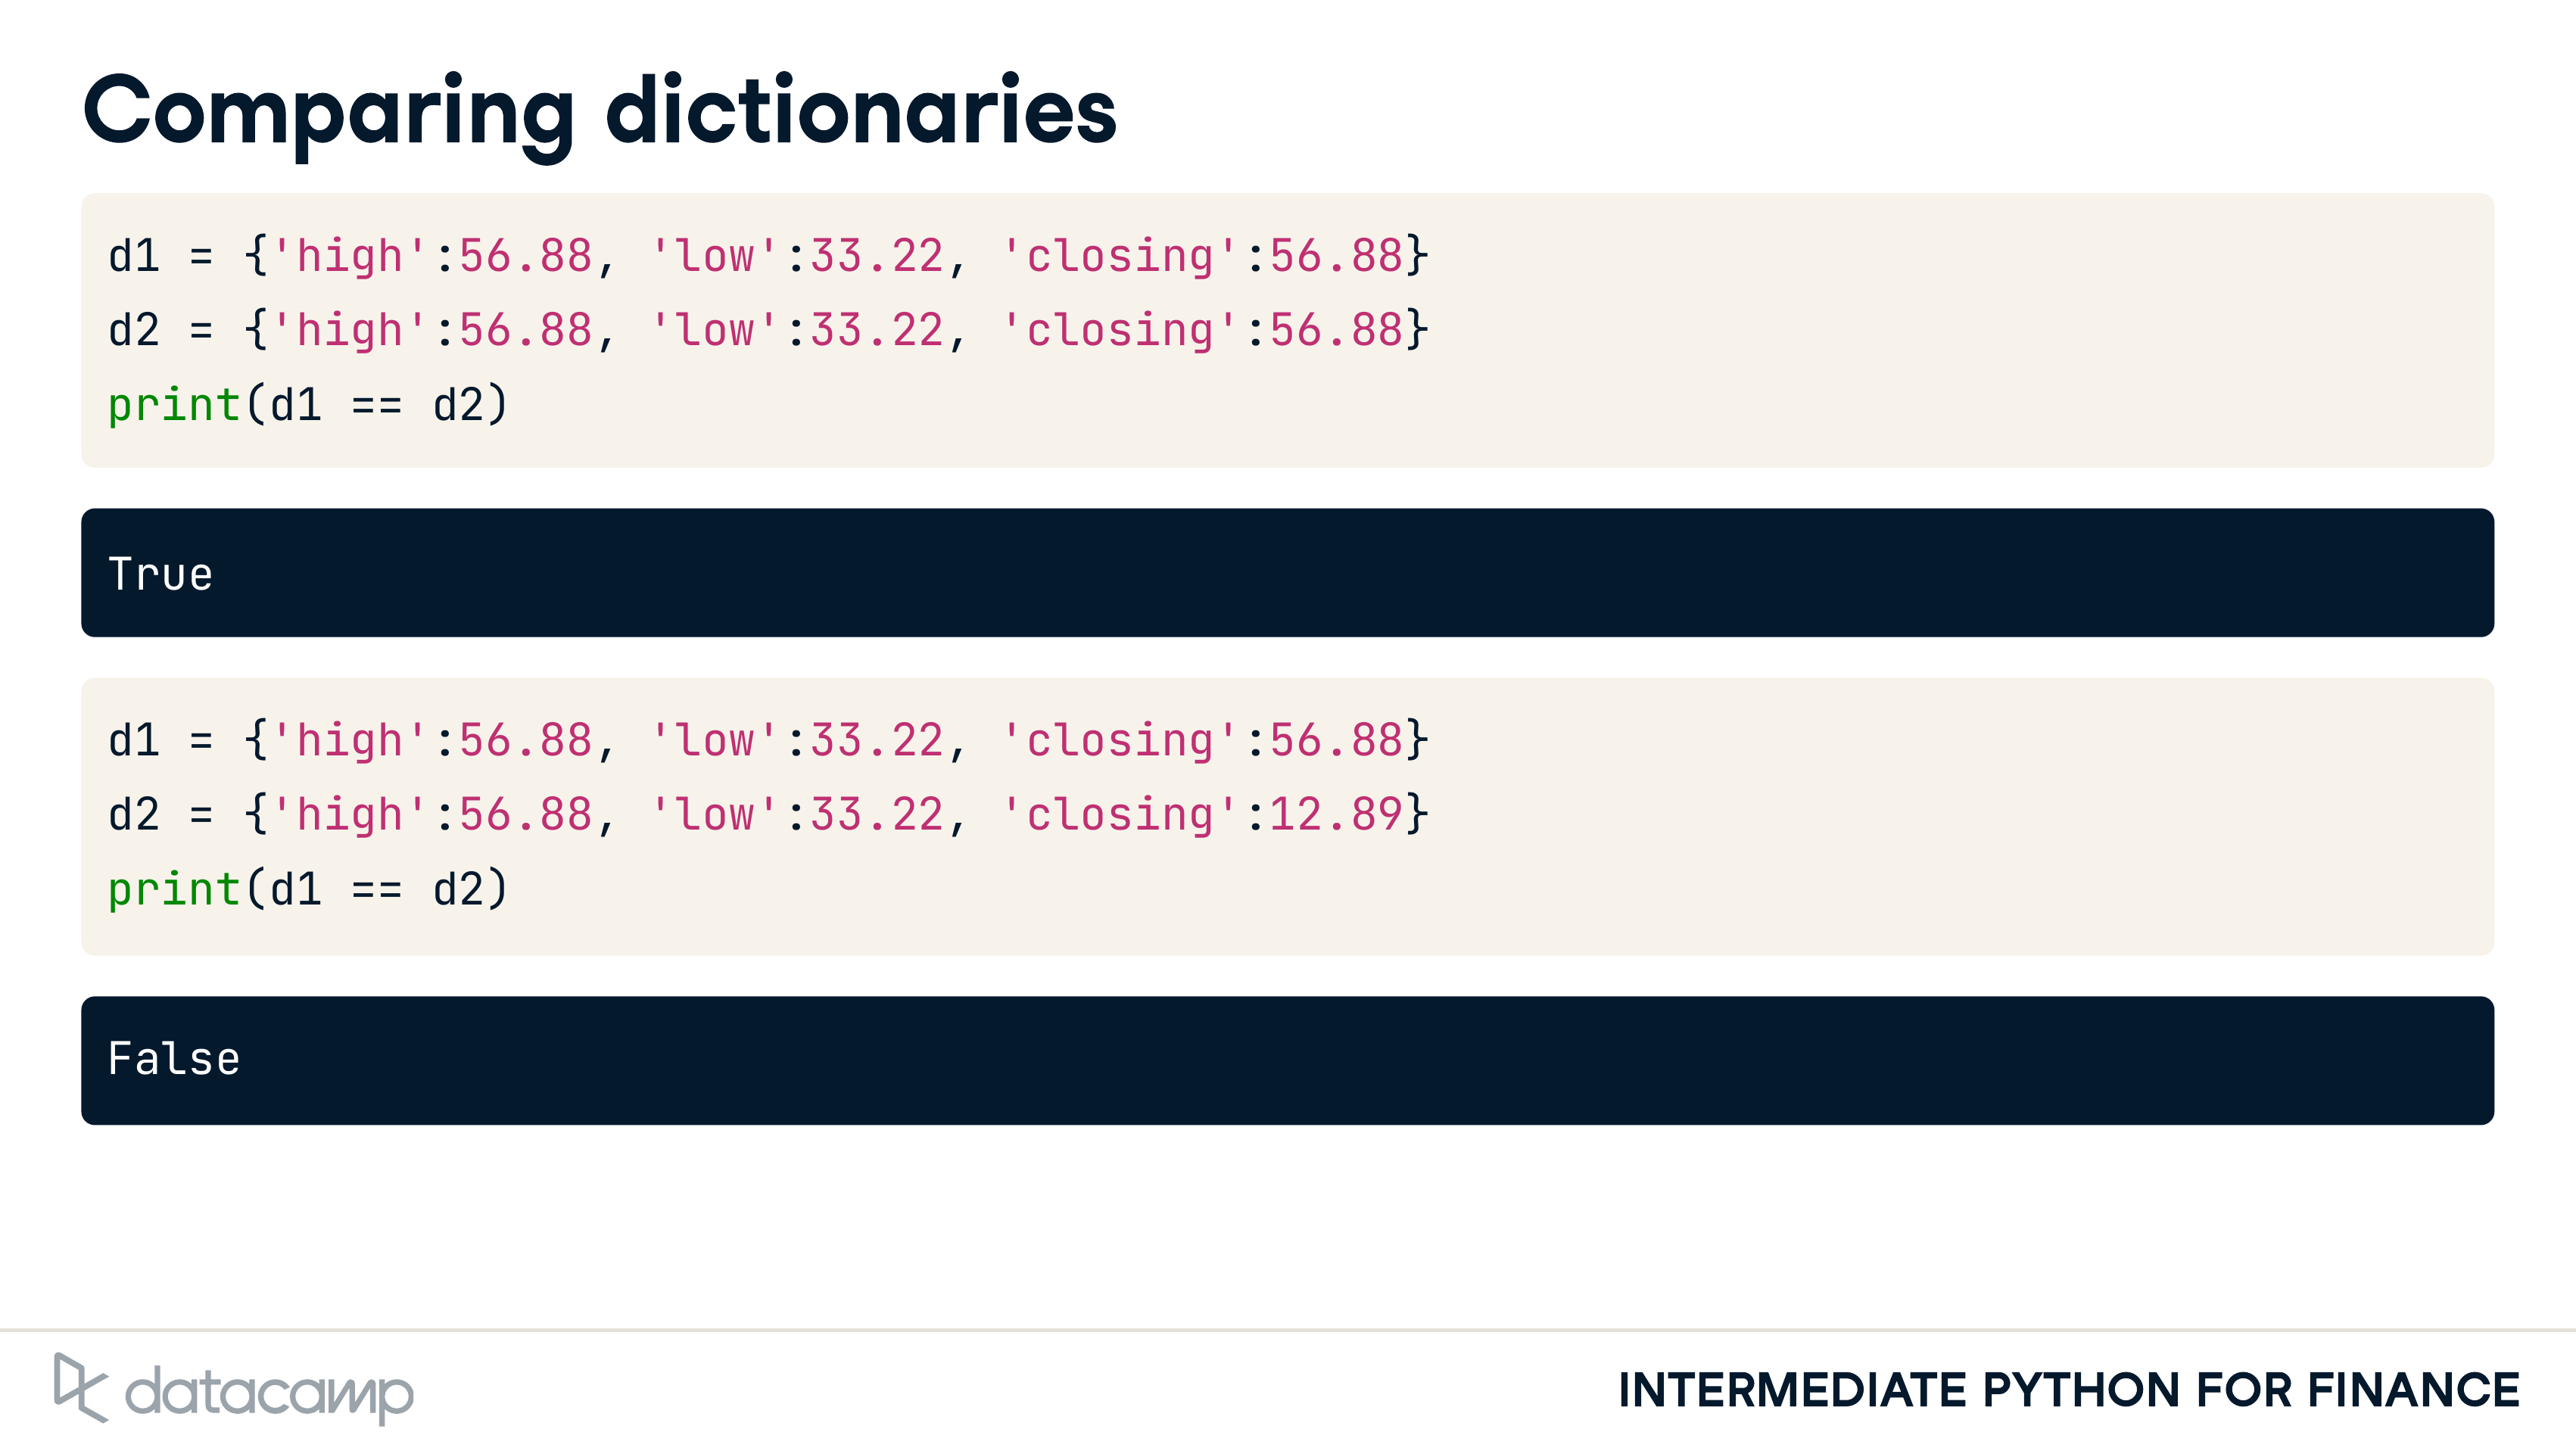 Comparing dictionaries
d1 = {'high':56.88, 'low':33.22, 'closing':56.88}
d2 = {'high':56.88, 'low':33.22, 'closing':56.88}
print(d1 == d2)
True
d1 = {'high':56.88, 'low':33.22, 'closing':56.88}
d2 = {'high':56.88, 'low':33.22, 'closing':12.89}
print(d1 == d2)
False
datacamp
INTERMEDIATE PYTHON FOR FINANCE